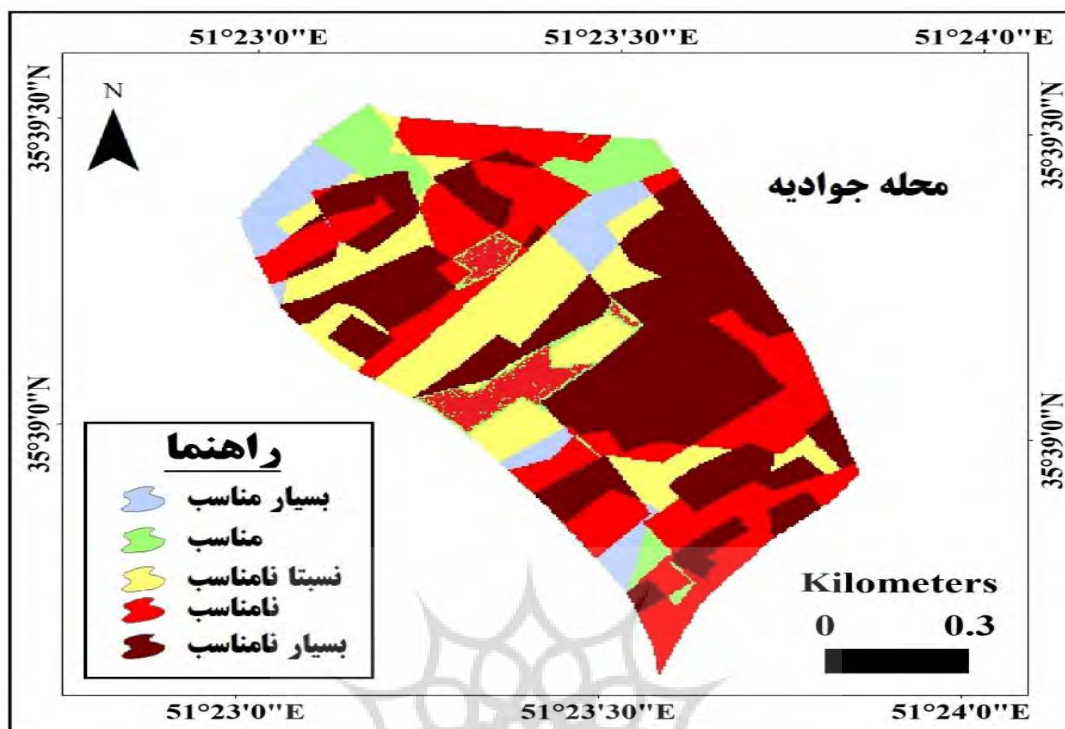 51°23'0"E
51°23'30"E
51°24'0"E
N
35°39'30"N
35°39'30"N
محله جوادیه
35°39'0"N
35°39'0"N
راهنما
بسیار مناسب
مناسب
نسبتا نامناسب
نامناسب
بسیار نامناسب
Kilometers
0 0.3
51°23'0"E
51°23'30"E
51°24'0"E